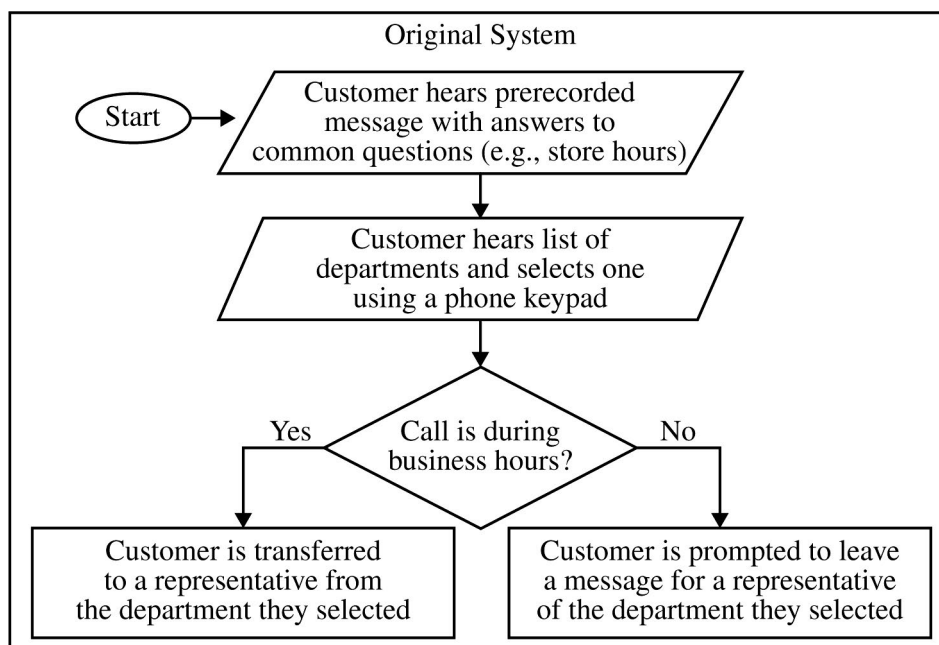 Original System
Start
Customer hears prerecorded
message with answers to
common questions (e.g., store hours)
Customer hears list of
departments and selects one
using a phone keypad
Yes
Call is during
business hours?
No
Customer is transferred
to a representative from
the department they selected
Customer is prompted to leave
a message for a representative
of the department they selected